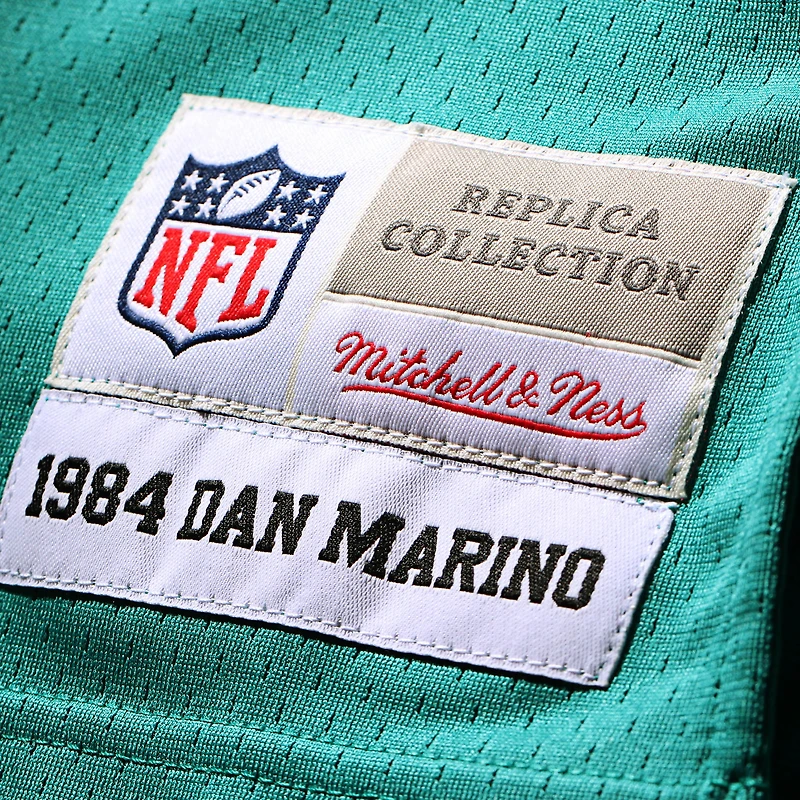 NFL
REPLICA
COLLECTION
Mitchell & Ness
1984 DAN MARINO